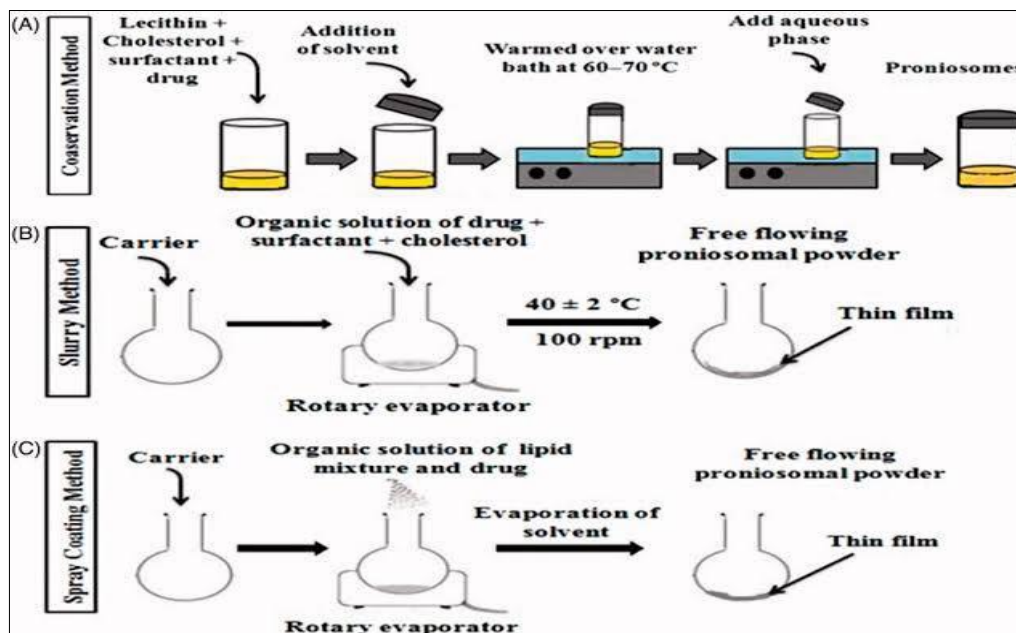 (A)
Coaservation Method
Lecithin +
Cholesterol +
surfactant +
drug
Addition
of solvent
Warmed over water
bath at 60–70 °C
Add aqueous
phase
Proniosomes
(B)
Slurry Method
Carrier
Organic solution of drug +
surfactant + cholesterol
Rotary evaporator
40 ± 2 °C
100 rpm
Free flowing
proniosomal powder
Thin film
(C)
Spray Coating Method
Carrier
Organic solution of lipid
mixture and drug
Rotary evaporator
Evaporation of
solvent
Free flowing
proniosomal powder
Thin film